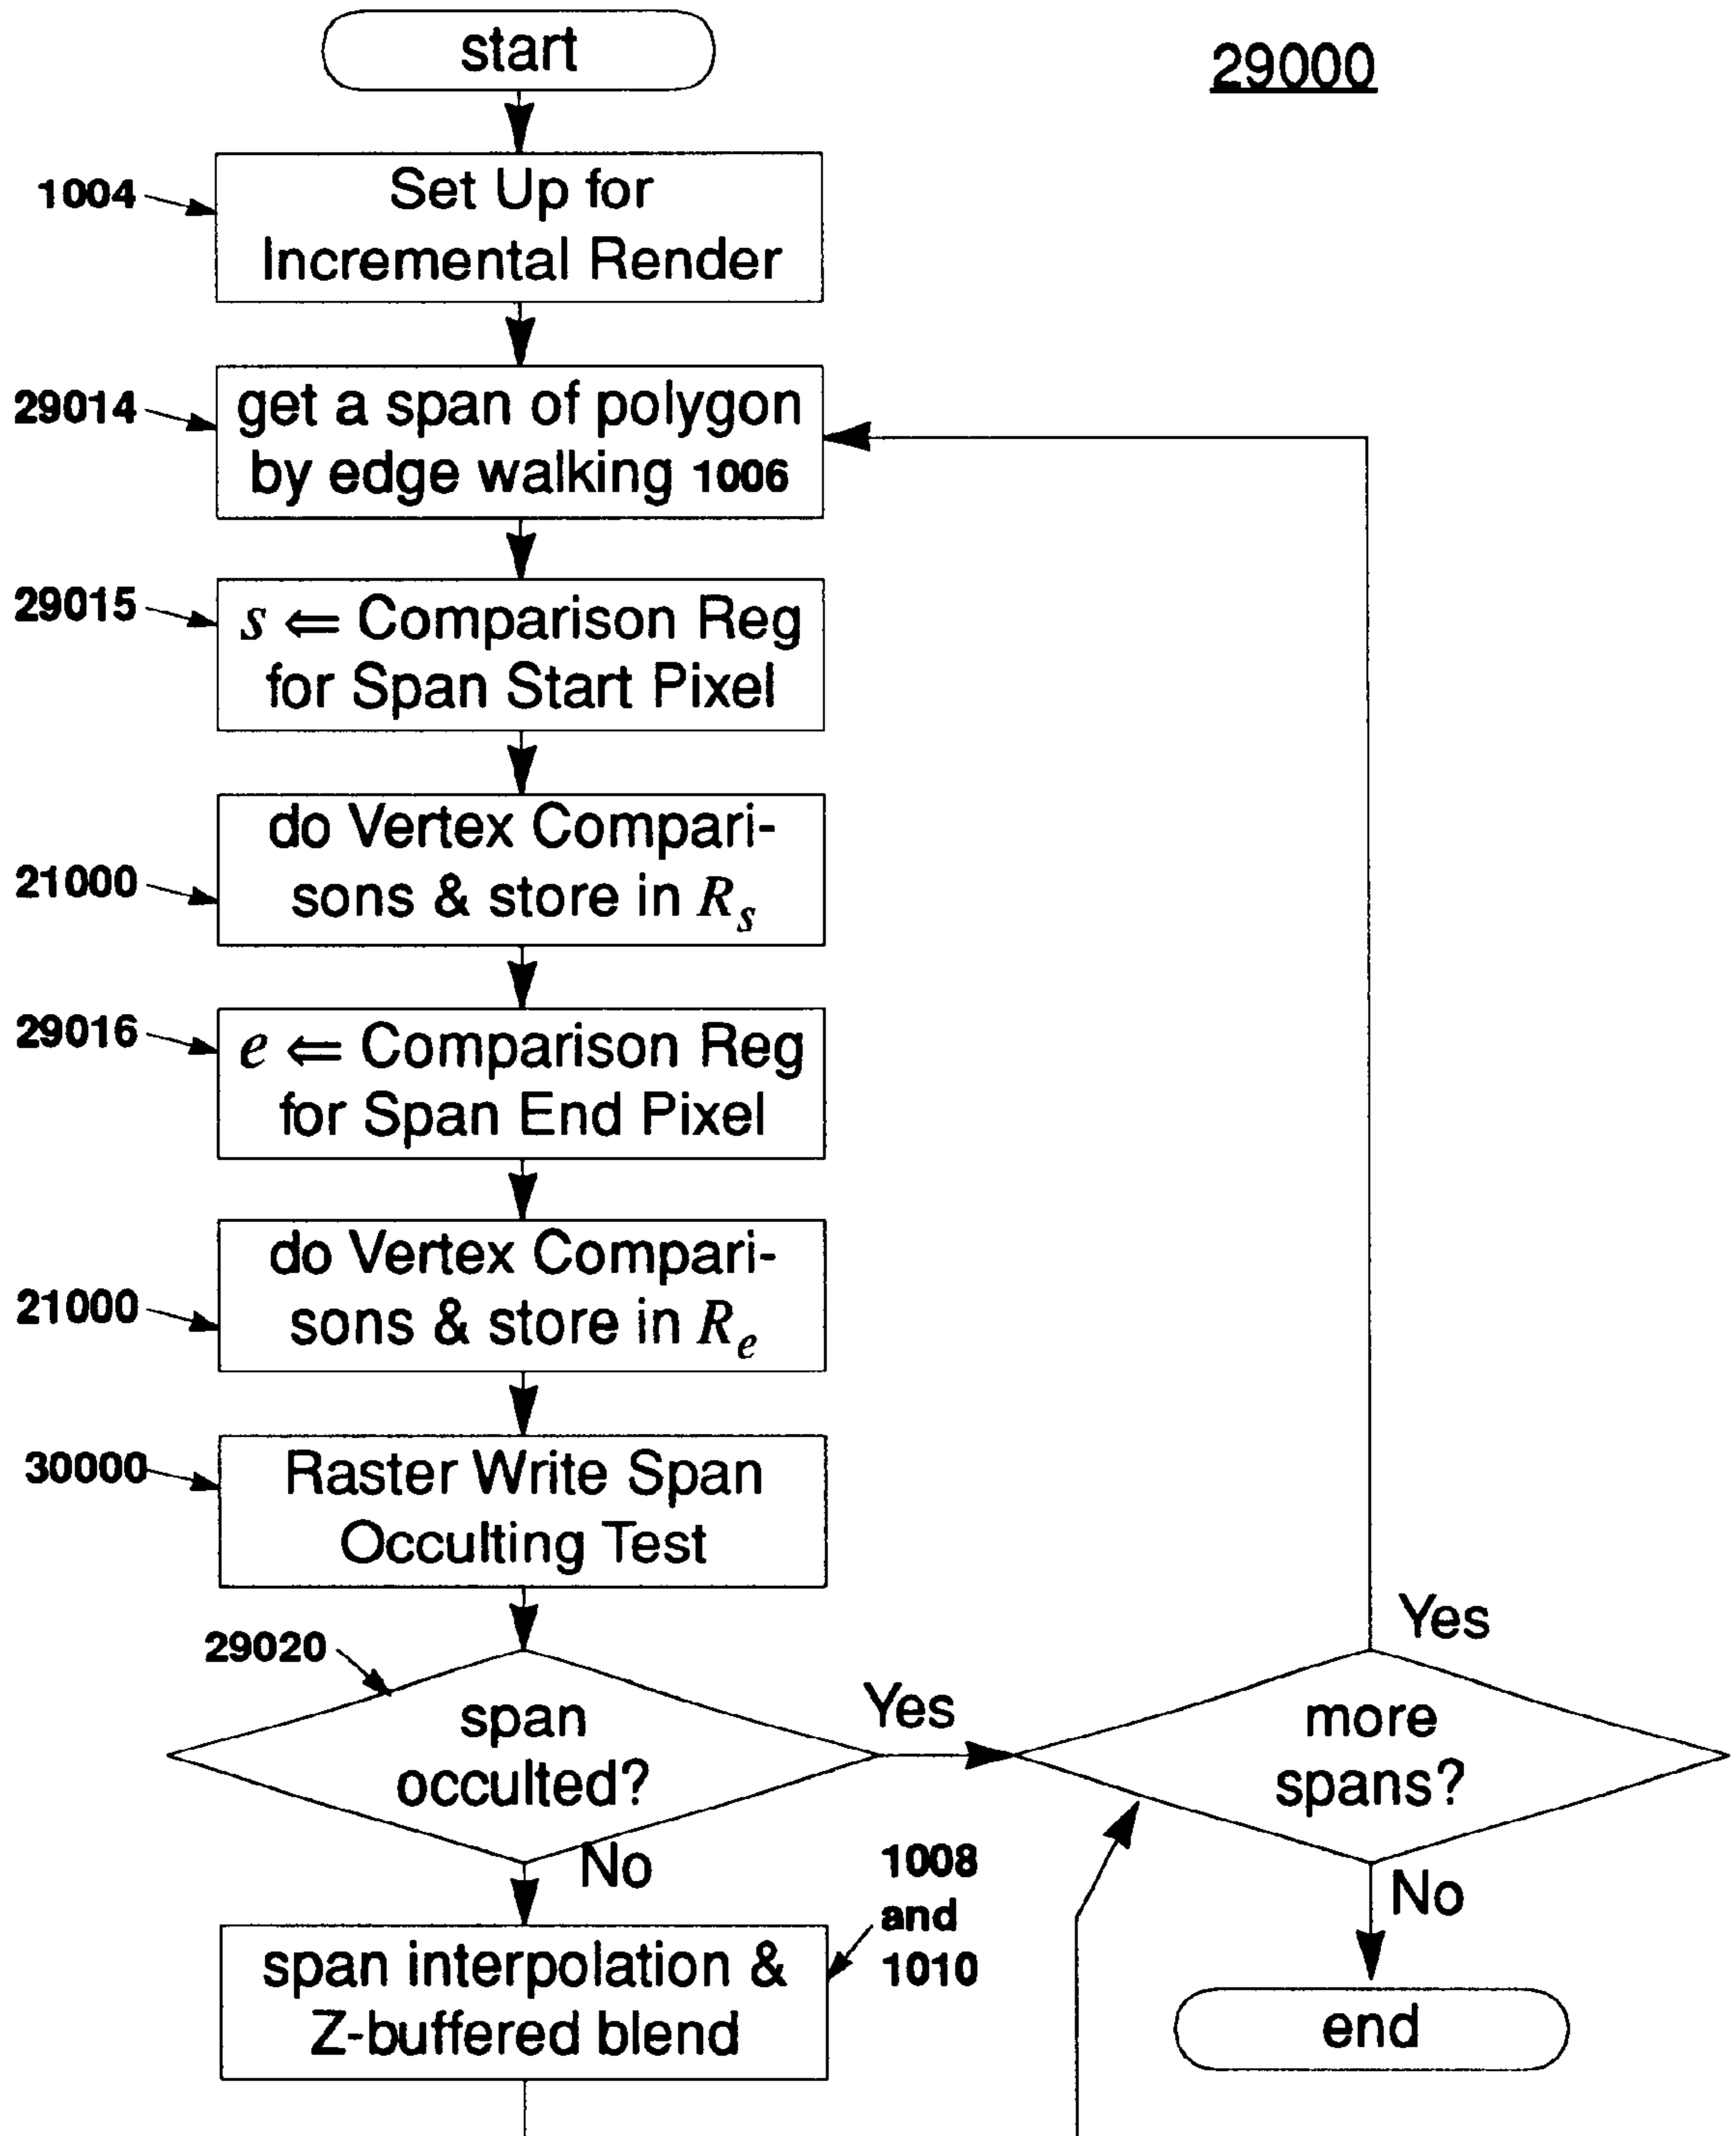 start
29000
1004
Set Up for
Incremental Render
29014
get a span of polygon
by edge walking 1006
29015
s ⇐ Comparison Reg
for Span Start Pixel
21000
do Vertex Compari-
sons & store in Rₛ
29016
e ⇐ Comparison Reg
for Span End Pixel
21000
do Vertex Compari-
sons & store in Rₑ
30000
Raster Write Span
Occulting Test
29020
span
occulted?
Yes
No
more
spans?
Yes
No
1008
and
1010
span interpolation &
Z-buffered blend
end